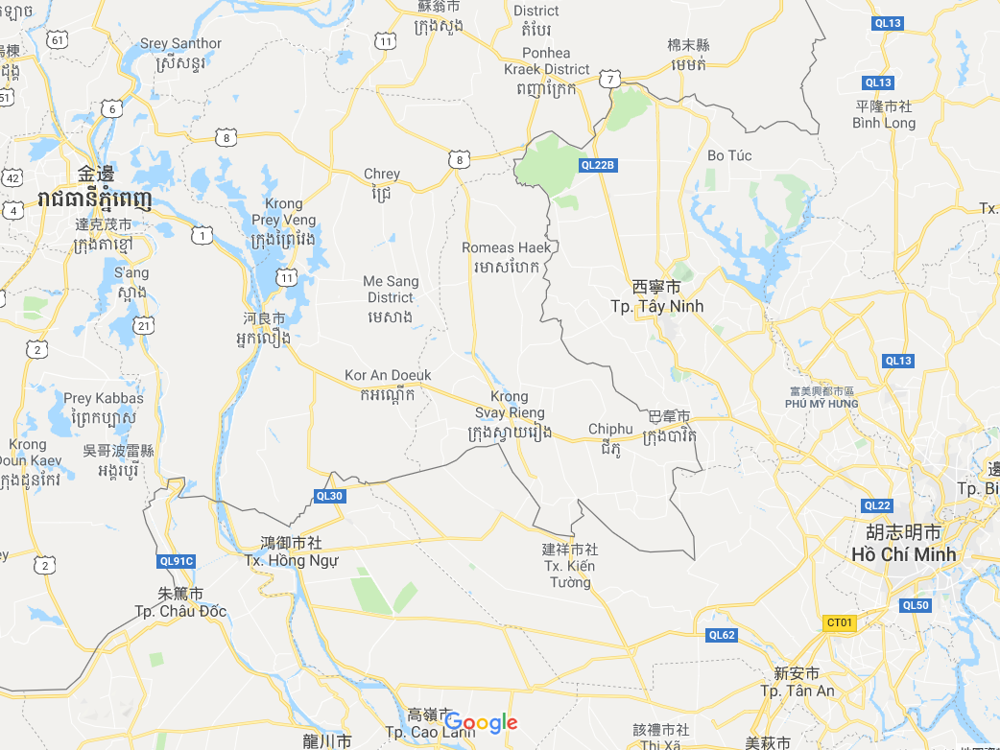 蘇翁市
ក្រុងសួង
District
តំបែរ
QL13
61
Srey Santhor
ស្រីសន្ធរ
11
Ponhea
Kraek District
ពញាក្រែក
棉末縣
មេមត់
7
QL13
51
6
平隆市社
Bình Long
8
8
QL22B
Bo Túc
42
金邊
រាជធានីភ្នំពេញ
Chrey
ជ្រៃ
4
達克茂市
ក្រុងតាខ្មៅ
1
Krong
Prey Veng
ក្រុងព្រៃវែង
Tx.
Romeas Haek
រមាសហែក
S'ang
ស្អាង
11
Me Sang
District
មេសាង
西寧市
Tp. Tây Ninh
21
河良市
អ្នកលឿង
2
QL13
Kor An Doeuk
កអណ្ដើក
Prey Kabbas
ព្រៃកប្បាស
Krong
Svay Rieng
ក្រុងស្វាយរៀង
富美興都市區
PHÚ MỸ HƯNG
Chiphu
ជីភូ
巴韋市
ក្រុងបាវិត
Krong
Doun Kaev
ក្រុងដូនកែវ
吳哥波雷縣
អង្គរបូរី
QL30
Tp. Bi
QL22
胡志明市
Hồ Chí Minh
鴻御市社
Tx. Hồng Ngự
建祥市社
Tx. Kiến
Tường
QL91C
2
朱篤市
Tp. Châu Đốc
QL50
CT01
QL62
新安市
Tp. Tân An
高嶺市
Tp. Cao Lãnh
Google
龍川市
該禮市社
Thị Xã
美萩市